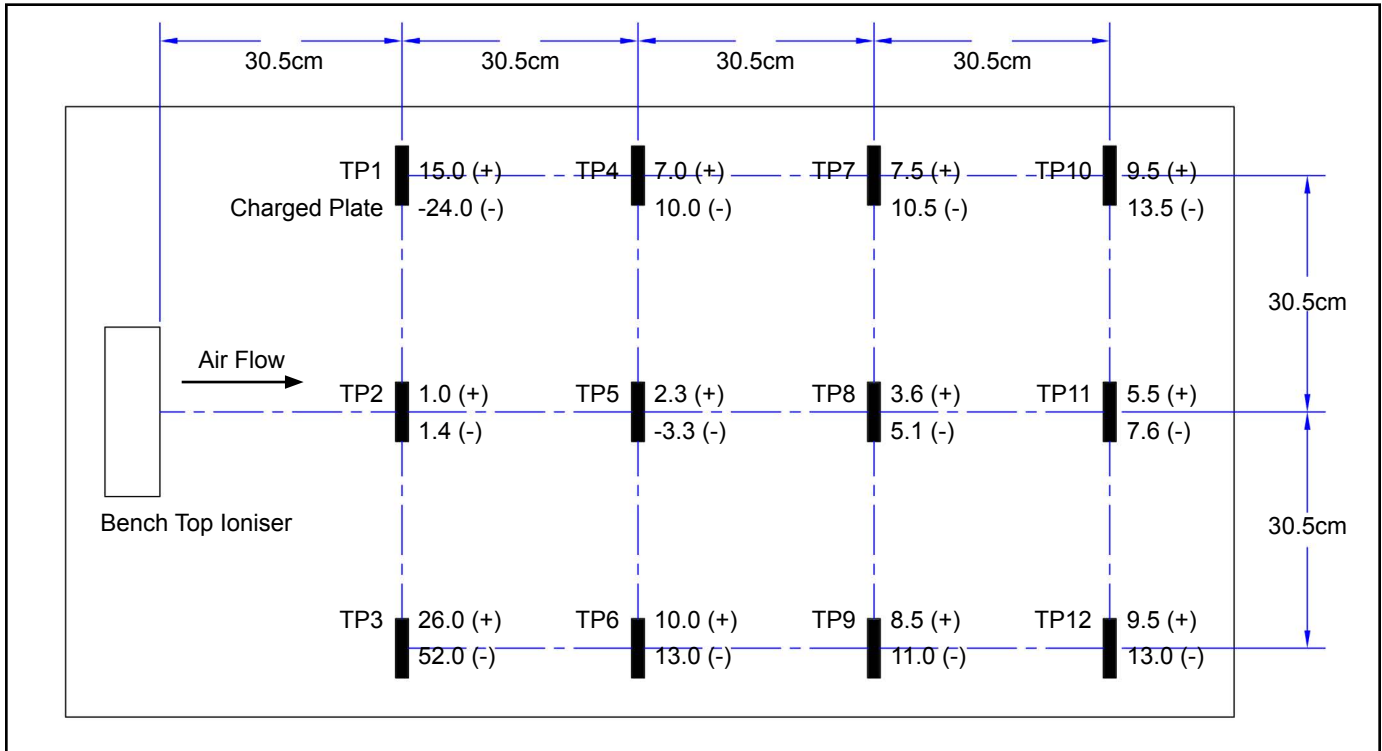 30.5cm 30.5cm 30.5cm 30.5cm
TP1 15.0 (+) TP4 7.0 (+) TP7 7.5 (+) TP10 9.5 (+)
Charged Plate -24.0 (-) 10.0 (-) 10.5 (-) 13.5 (-)
30.5cm
Air Flow
TP2 1.0 (+) TP5 2.3 (+) TP8 3.6 (+) TP11 5.5 (+)
1.4 (-) -3.3 (-) 5.1 (-) 7.6 (-)
Bench Top Ioniser
30.5cm
TP3 26.0 (+) TP6 10.0 (+) TP9 8.5 (+) TP12 9.5 (+)
52.0 (-) 13.0 (-) 11.0 (-) 13.0 (-)